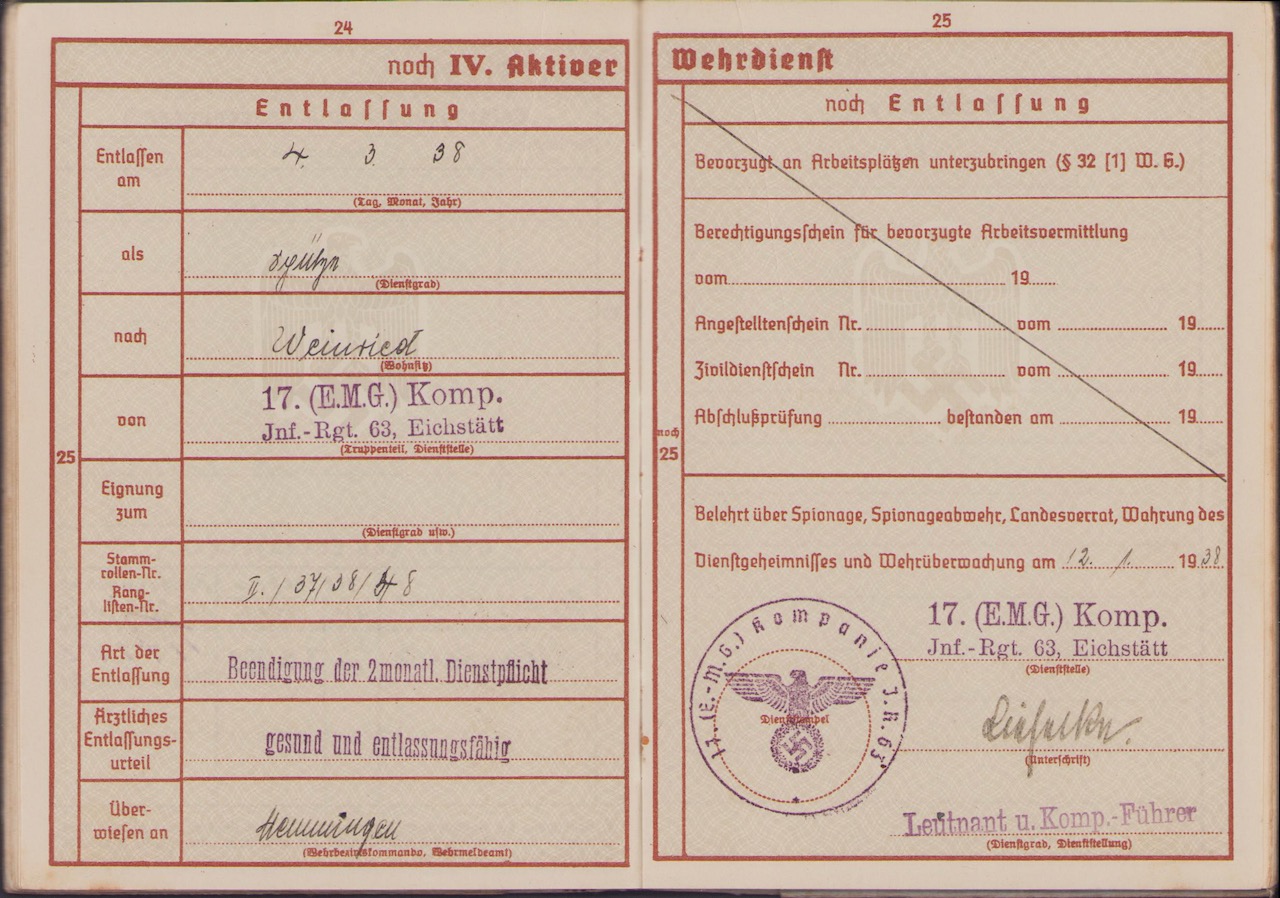 24
noch IV. Aktiver
Entlassung
Entlassen am
4. 3. 38
(Tag, Monat, Jahr)
als
Schütze
(Dienstgrad)
nach
Weinried
(Wohnsitz)
von
17. (E.M.G.) Komp.
Jnf.-Rgt. 63, Eichstätt
(Truppenteil, Dienststelle)
25
Eignung zum
(Dienstgrad usw.)
Stamm-
rollen-Nr.
Rang-
listen-Nr.
II. / 37/38/
Art der
Entlassung
Beendigung der 2monatl. Dienstpflicht
Ärztliches
Entlassungs-
urteil
gesund und entlassungsfähig
Über-
wiesen an
Memmingen
(Wehrbezirkskommando, Wehrmeldeamt)
25
Wehrdienst
noch Entlassung
Bevorzugt an Arbeitsplätzen unterzubringen (§ 32 [1] W. G.)
Berechtigungsschein für bevorzugte Arbeitsvermittlung
vom 19
Angestelltenschein Nr. vom 19
Zivildienstschein Nr. vom 19
Abschlußprüfung bestanden am 19
noch
25
Belehrt über Spionage, Spionageabwehr, Landesverrat, Wahrung des
Dienstgeheimnisses und Wehrüberwachung am 12. 1. 1938
17. (E.-M.G.) Kompanie J.R. 63
Dienststempel
17. (E.M.G.) Komp.
Jnf.-Rgt. 63, Eichstätt
(Dienststelle)
(Unterschrift)
Leutnant u. Komp.-Führer
(Dienstgrad, Dienststellung)